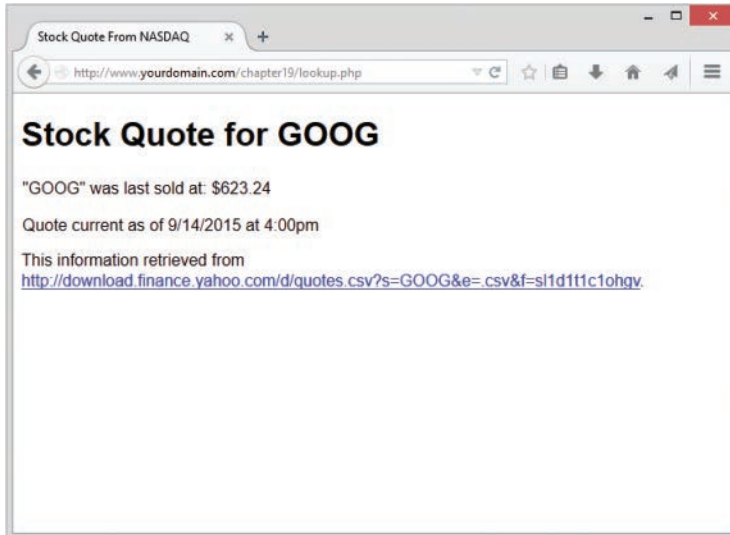 Stock Quote From NASDAQ
http://www.yourdomain.com/chapter19/lookup.php
Stock Quote for GOOG
"GOOG" was last sold at: $623.24
Quote current as of 9/14/2015 at 4:00pm
This information retrieved from
http://download.finance.yahoo.com/d/quotes.csv?s=GOOG&e=.csv&f=sl1d1t1c1ohgv.